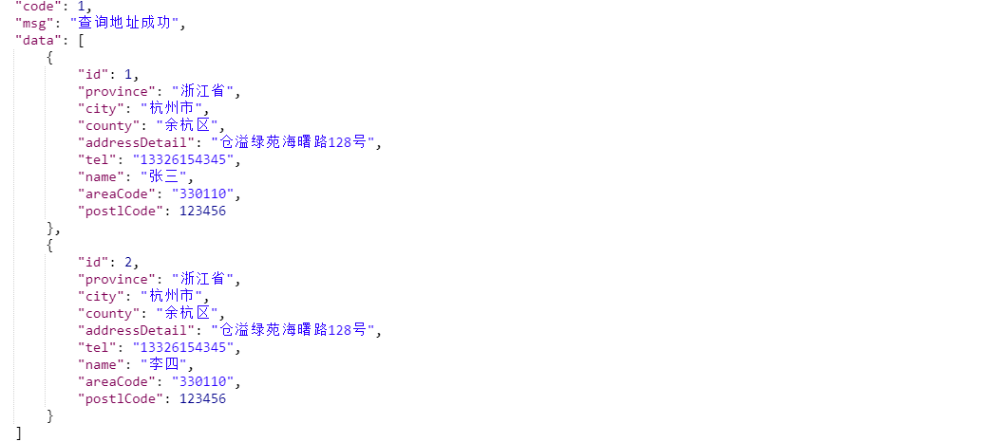 "code": 1,
"msg": "查询地址成功",
"data": [
{
"id": 1,
"province": "浙江省",
"city": "杭州市",
"county": "余杭区",
"addressDetail": "仓溢绿苑海曙路128号",
"tel": "13326154345",
"name": "张三",
"areaCode": "330110",
"postlCode": 123456
},
{
"id": 2,
"province": "浙江省",
"city": "杭州市",
"county": "余杭区",
"addressDetail": "仓溢绿苑海曙路128号",
"tel": "13326154345",
"name": "李四",
"areaCode": "330110",
"postlCode": 123456
}
]